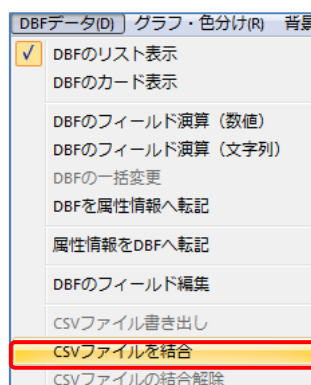 DBFデータ(D) グラフ・色分け(R) 背景
DBFのリスト表示
DBFのカード表示
DBFのフィールド演算（数値）
DBFのフィールド演算（文字列）
DBFの一括変更
DBFを属性情報へ転記
属性情報をDBFへ転記
DBFのフィールド編集
CSVファイル書き出し
CSVファイルを結合
CSVファイルの結合解除